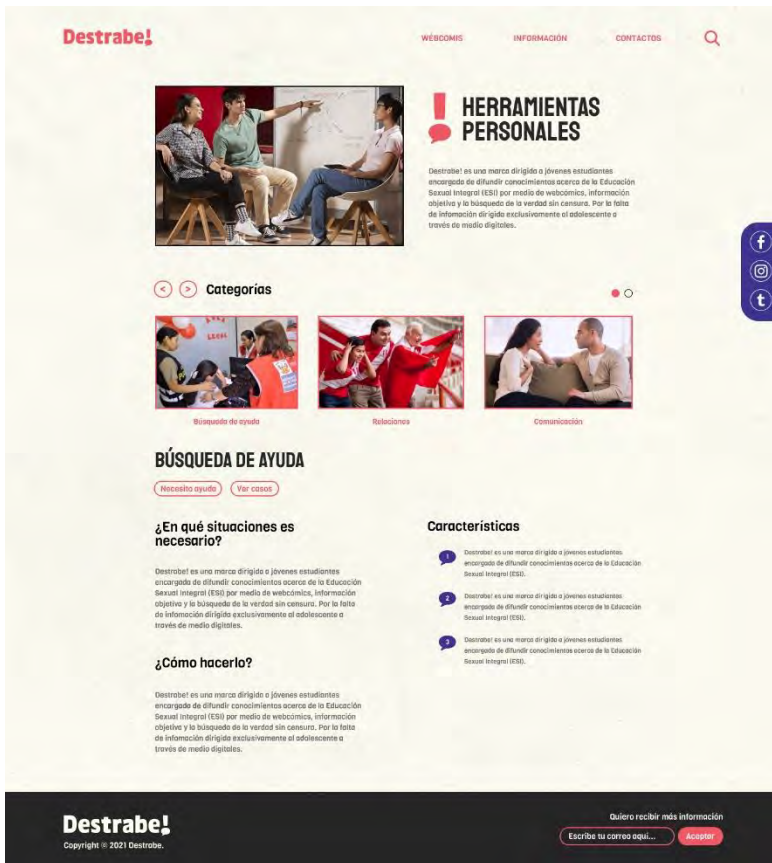 Destrabe!
WEBCOMIS
INFORMACIÓN
CONTACTOS
HERRAMIENTAS
PERSONALES
Destrabe! es una marca dirigida a jóvenes estudiantes
encargada de difundir conocimientos acerca de la Educación
Sexual Integral (ESI) por medio de webcómics, información
objetiva y la búsqueda de la verdad sin censura. Por la falta
de infomación dirigida exclusivamente al adolescente a
través de medio digitales.
< > Categorías
Búsqueda de ayuda
Relaciones
Comunicación
BÚSQUEDA DE AYUDA
Necesito ayuda
Ver casos
¿En qué situaciones es
necesario?
Destrabe! es una marca dirigida a jóvenes estudiantes
encargada de difundir conocimientos acerca de la Educación
Sexual Integral (ESI) por medio de webcómics, información
objetiva y la búsqueda de la verdad sin censura. Por la falta
de infomación dirigida exclusivamente al adolescente a
través de medio digitales.
¿Cómo hacerlo?
Destrabe! es una marca dirigida a jóvenes estudiantes
encargada de difundir conocimientos acerca de la Educación
Sexual Integral (ESI) por medio de webcómics, información
objetiva y la búsqueda de la verdad sin censura. Por la falta
de infomación dirigida exclusivamente al adolescente a
través de medio digitales.
Características
1
Destrabe! es una marca dirigida a jóvenes estudiantes
encargada de difundir conocimientos acerca de la Educación
Sexual Integral (ESI).
2
Destrabe! es una marca dirigida a jóvenes estudiantes
encargada de difundir conocimientos acerca de la Educación
Sexual Integral (ESI).
3
Destrabe! es una marca dirigida a jóvenes estudiantes
encargada de difundir conocimientos acerca de la Educación
Sexual Integral (ESI).
Destrabe!
Copyright © 2021 Destrabe.
Quiero recibir más información
Escribe tu correo aquí...
Aceptar